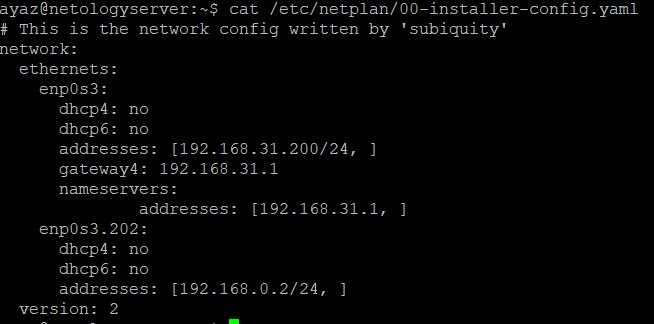 ayaz@netologyserver:~$ cat /etc/netplan/00-installer-config.yaml
# This is the network config written by 'subiquity'
network:
  ethernets:
    enp0s3:
      dhcp4: no
      dhcp6: no
      addresses: [192.168.31.200/24, ]
      gateway4: 192.168.31.1
      nameservers:
              addresses: [192.168.31.1, ]
    enp0s3.202:
      dhcp4: no
      dhcp6: no
      addresses: [192.168.0.2/24, ]
  version: 2